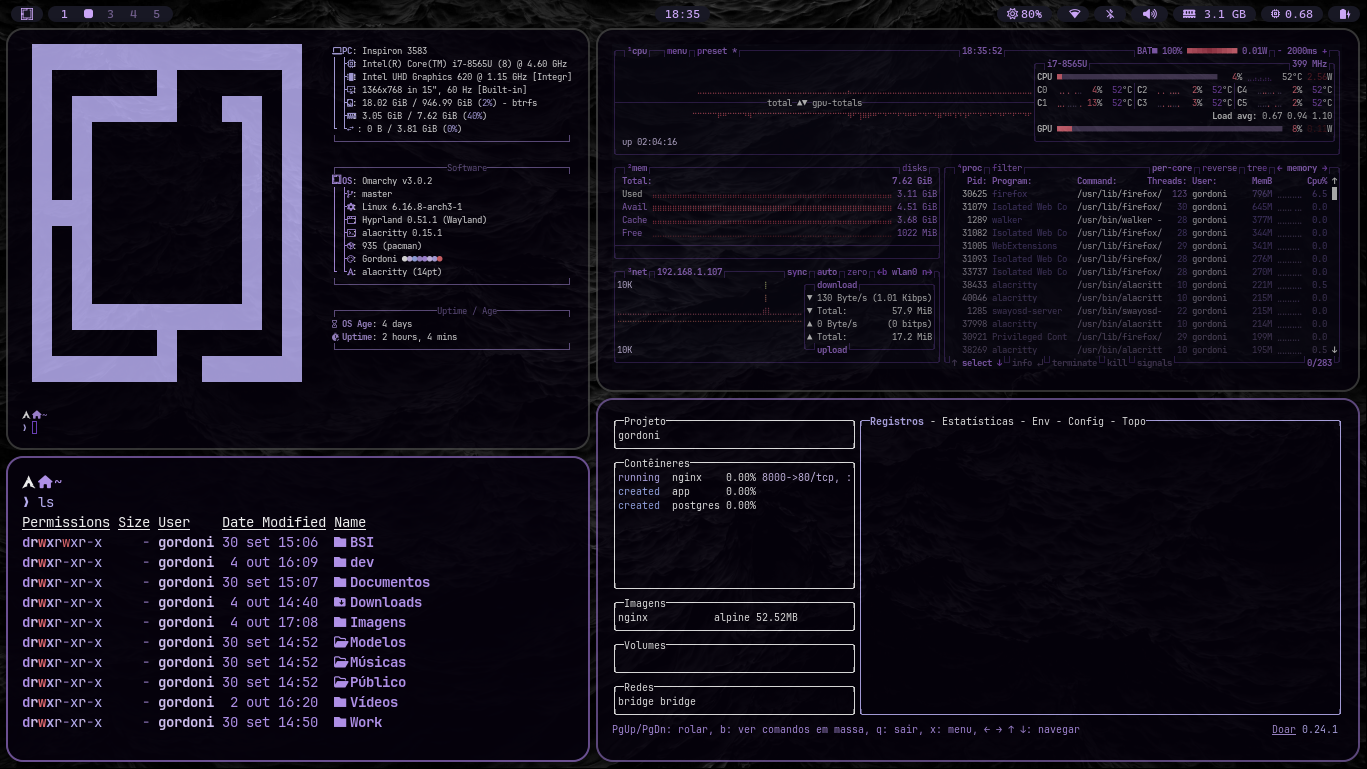 1 3 4 5 18:35 80% 3.1 GB 0.68
PC: Inspiron 3583
: Intel(R) Core(TM) i7-8565U (8) @ 4.60 GHz
: Intel UHD Graphics 620 @ 1.15 GHz [Integr]
: 1366x768 in 15", 60 Hz [Built-in]
: 18.02 GiB / 946.99 GiB (2%) - btrfs
: 3.05 GiB / 7.62 GiB (40%)
: 0 B / 3.81 GiB (0%)
Software
OS: Omarchy v3.0.2
: master
: Linux 6.16.8-arch3-1
: Hyprland 0.51.1 (Wayland)
: alacritty 0.15.1
: 935 (pacman)
: Gordoni
: alacritty (14pt)
Uptime / Age
OS Age: 4 days
Uptime: 2 hours, 4 mins
~
❫
~
❫ ls
Permissions Size User Date Modified Name
drwxrwxr-x - gordoni 30 set 15:06 BSI
drwxr-xr-x - gordoni 4 out 16:09 dev
drwxr-xr-x - gordoni 30 set 15:07 Documentos
drwxr-xr-x - gordoni 4 out 14:40 Downloads
drwxr-xr-x - gordoni 4 out 17:08 Imagens
drwxr-xr-x - gordoni 30 set 14:52 Modelos
drwxr-xr-x - gordoni 30 set 14:52 Músicas
drwxr-xr-x - gordoni 30 set 14:52 Público
drwxr-xr-x - gordoni 2 out 16:20 Vídeos
drwxr-xr-x - gordoni 30 set 14:50 Work
¹cpu menu preset * 18:35:52 BAT■ 100% 0.01W - 2000ms +
i7-8565U 399 MHz
CPU 4% 52°C 2.56W
C0 4% 52°C C2 2% 52°C C4 2% 52°C
C1 13% 52°C C3 3% 52°C C5 2% 52°C
Load avg: 0.67 0.94 1.10
GPU 8% W
total ▲▼ gpu-totals
up 02:04:16
²mem disks
Total: 7.62 GiB
Used 3.11 GiB
Avail 4.51 GiB
Cache 3.68 GiB
Free 1022 MiB
³net 192.168.1.107 sync auto zero ←b wlan0 n→
10K
download
▼ 130 Byte/s (1.01 Kibps)
▼ Total: 57.9 MiB
▲ 0 Byte/s (0 bitps)
▲ Total: 17.2 MiB
10K
upload
⁴proc filter per-core reverse tree ← memory →
Pid: Program: Command: Threads: User: MemB Cpu% ↑
30625 firefox /usr/lib/firefox/ 123 gordoni 796M 6.5
31079 Isolated Web Co /usr/lib/firefox/ 30 gordoni 645M 0.0
1289 walker /usr/bin/walker - 28 gordoni 377M 0.0
31082 Isolated Web Co /usr/lib/firefox/ 28 gordoni 344M 0.0
31005 WebExtensions /usr/lib/firefox/ 29 gordoni 341M 0.0
31093 Isolated Web Co /usr/lib/firefox/ 28 gordoni 276M 0.0
33737 Isolated Web Co /usr/lib/firefox/ 28 gordoni 270M 0.0
38433 alacritty /usr/bin/alacritt 10 gordoni 221M 0.5
40046 alacritty /usr/bin/alacritt 10 gordoni 215M 0.0
1285 swayosd-server /usr/bin/swayosd- 22 gordoni 215M 0.0
37998 alacritty /usr/bin/alacritt 10 gordoni 214M 0.0
30921 Privileged Cont /usr/lib/firefox/ 29 gordoni 199M 0.0
38269 alacritty /usr/bin/alacritt 10 gordoni 215M 0.5 ↓
↑ select ↓ info ↵ terminate kill signals 0/283
Projeto
gordoni
Contêineres
running nginx 0.00% 8000->80/tcp, :
created app 0.00%
created postgres 0.00%
Imagens
nginx alpine 52.52MB
Volumes
Redes
bridge bridge
Registros - Estatísticas - Env - Config - Topo
PgUp/PgDn: rolar, b: ver comandos em massa, q: sair, x: menu, ← → ↑ ↓: navegar Doar 0.24.1